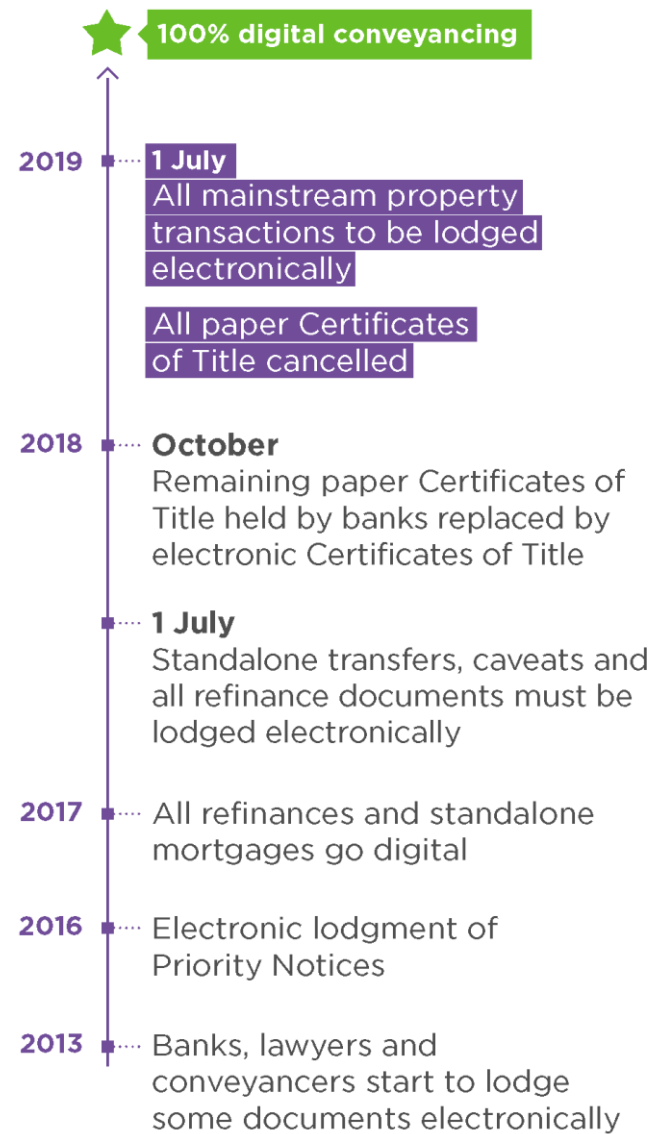 100% digital conveyancing
2019
1 July
All mainstream property
transactions to be lodged
electronically
All paper Certificates
of Title cancelled
2018
October
Remaining paper Certificates of
Title held by banks replaced by
electronic Certificates of Title
1 July
Standalone transfers, caveats and
all refinance documents must be
lodged electronically
2017
All refinances and standalone
mortgages go digital
2016
Electronic lodgment of
Priority Notices
2013
Banks, lawyers and
conveyancers start to lodge
some documents electronically